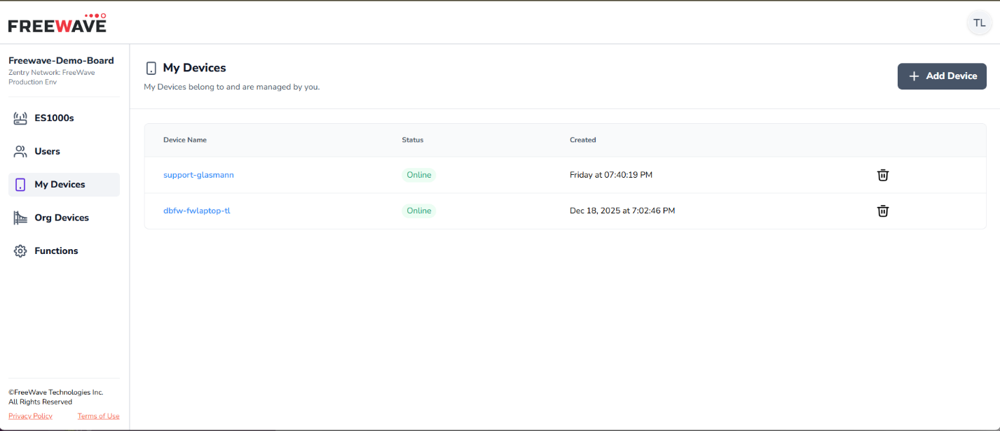 FREEWAVE
TL
Freewave-Demo-Board
Zentry Network: FreeWave
Production Env
ES1000s
Users
My Devices
Org Devices
Functions
©FreeWave Technologies Inc.
All Rights Reserved
Privacy Policy Terms of Use
My Devices
My Devices belong to and are managed by you.
Add Device
Device Name Status Created
support-glasmann Online Friday at 07:40:19 PM
dbfw-fwlaptop-tl Online Dec 18, 2025 at 7:02:46 PM